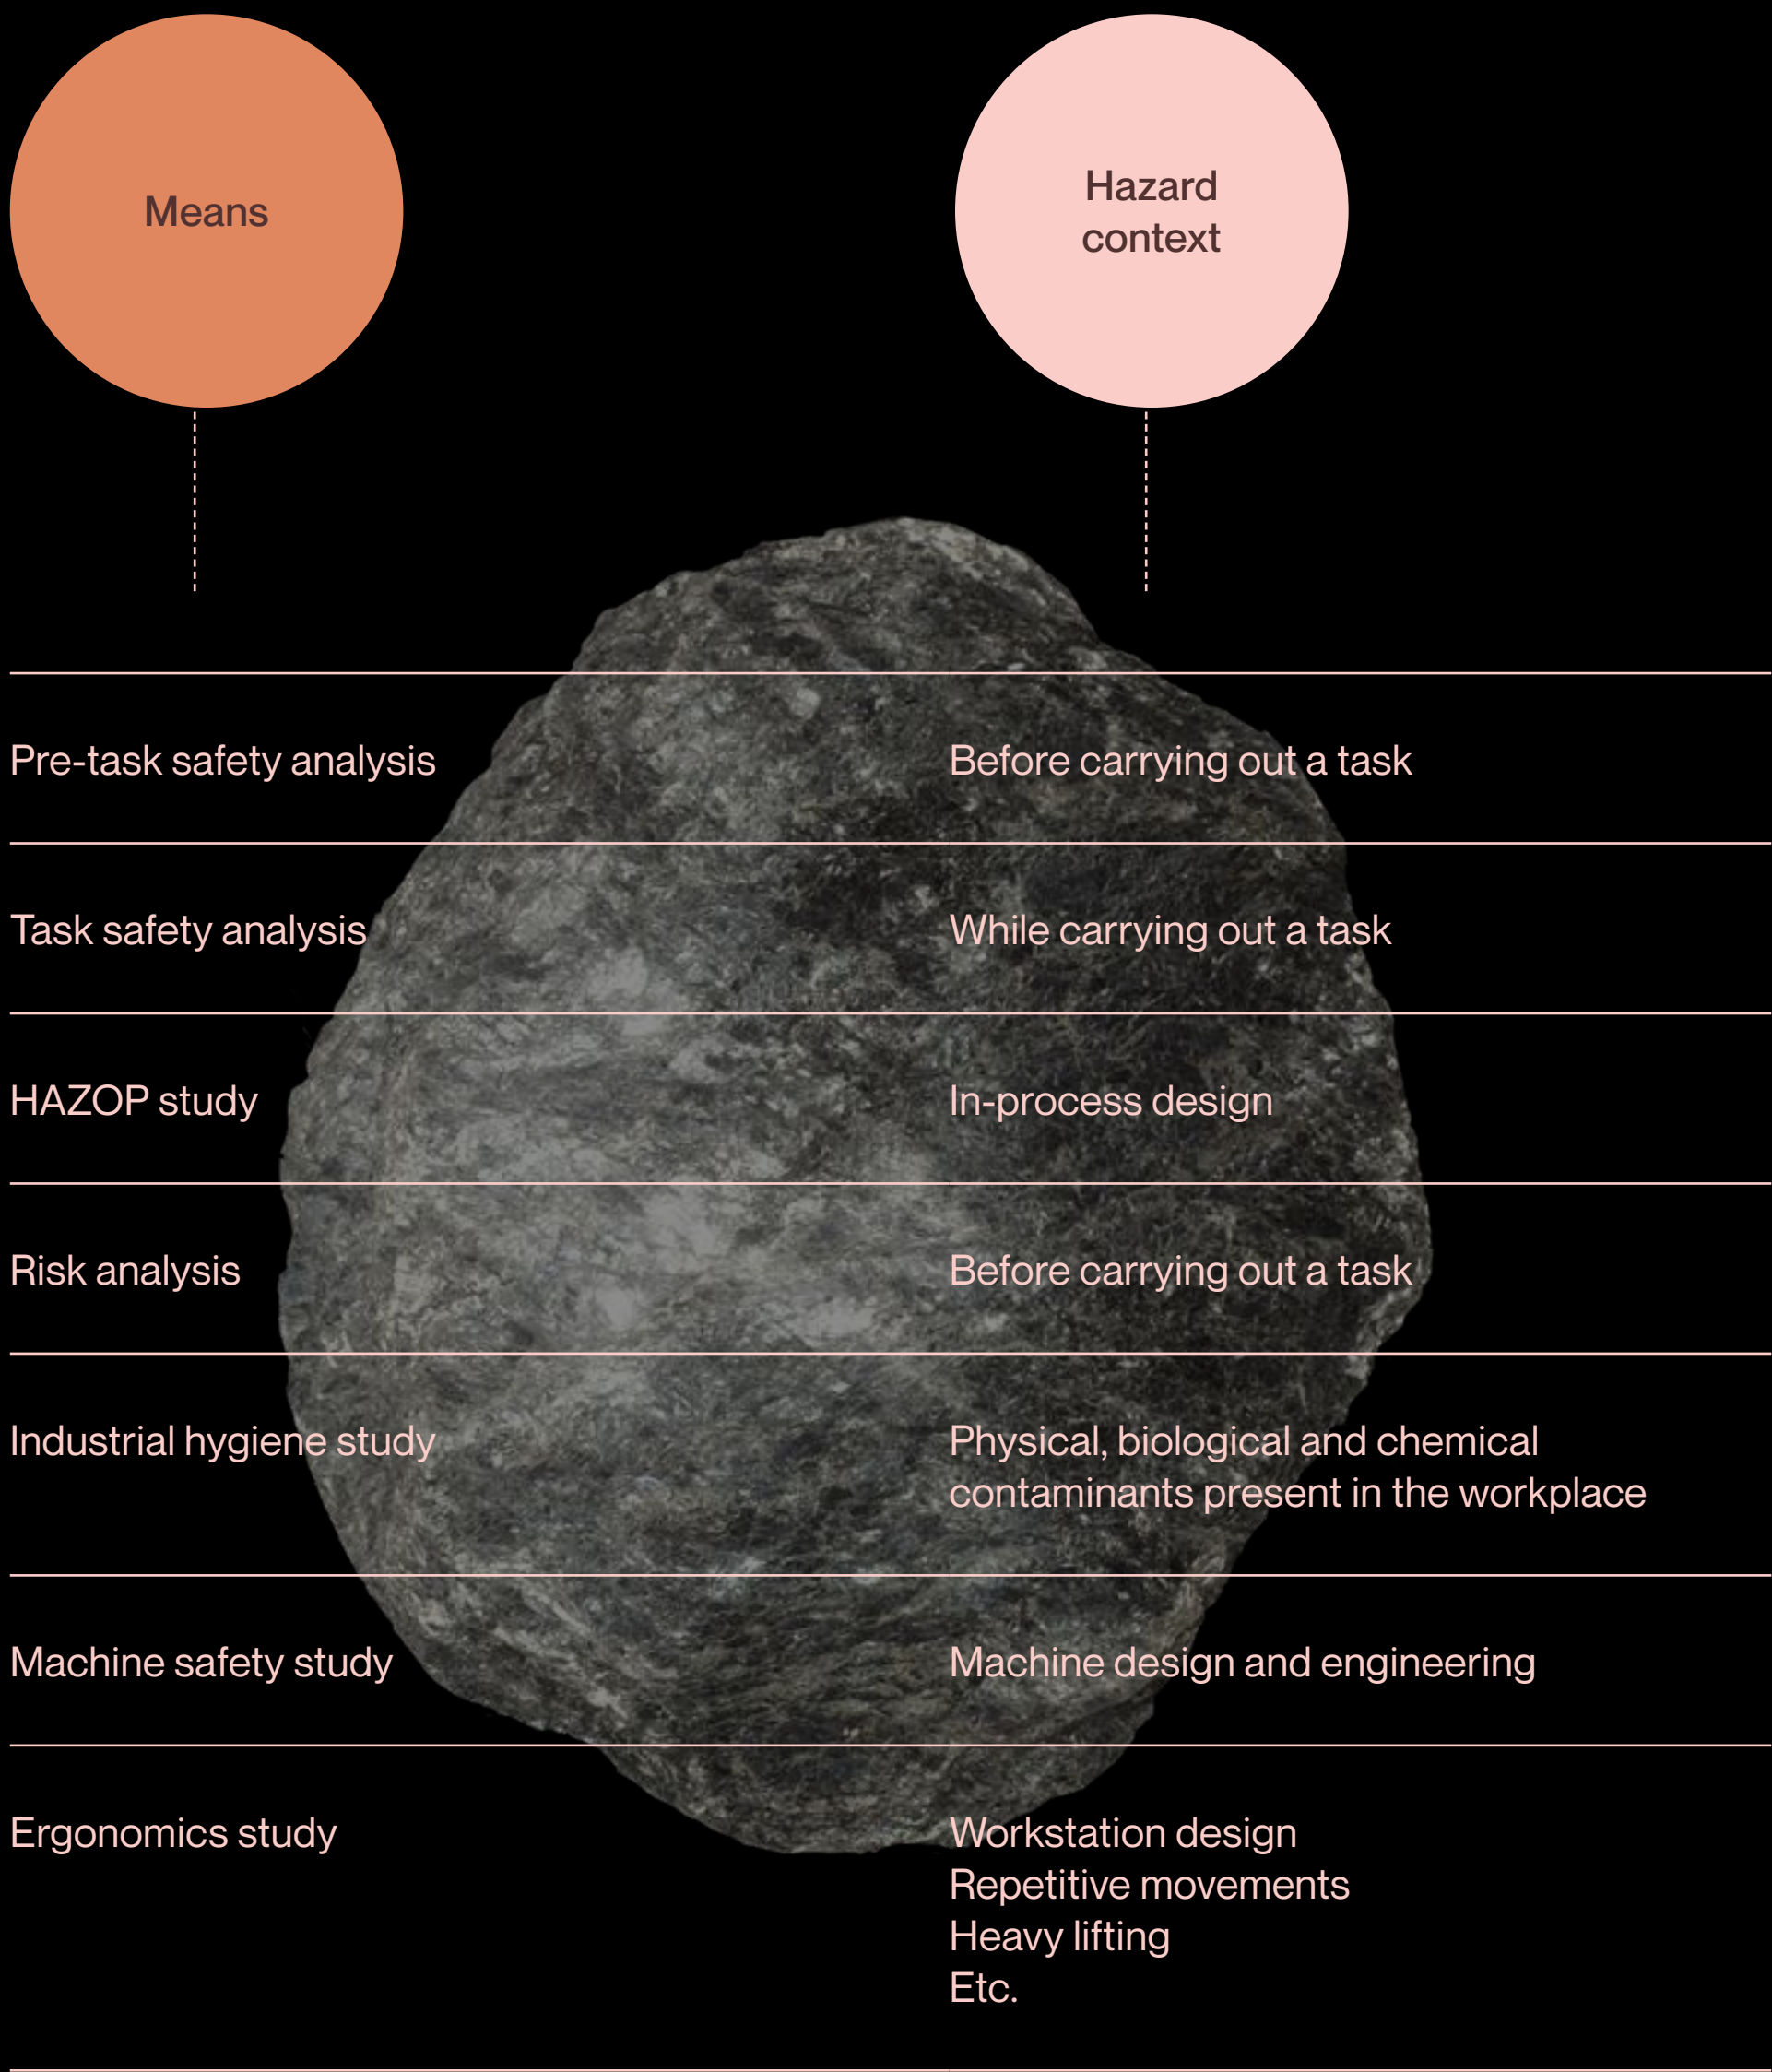 Means
Hazard
context
Pre-task safety analysis
Before carrying out a task
Task safety analysis
While carrying out a task
HAZOP study
In-process design
Risk analysis
Before carrying out a task
Industrial hygiene study
Physical, biological and chemical
contaminants present in the workplace
Machine safety study
Machine design and engineering
Ergonomics study
Workstation design
Repetitive movements
Heavy lifting
Etc.